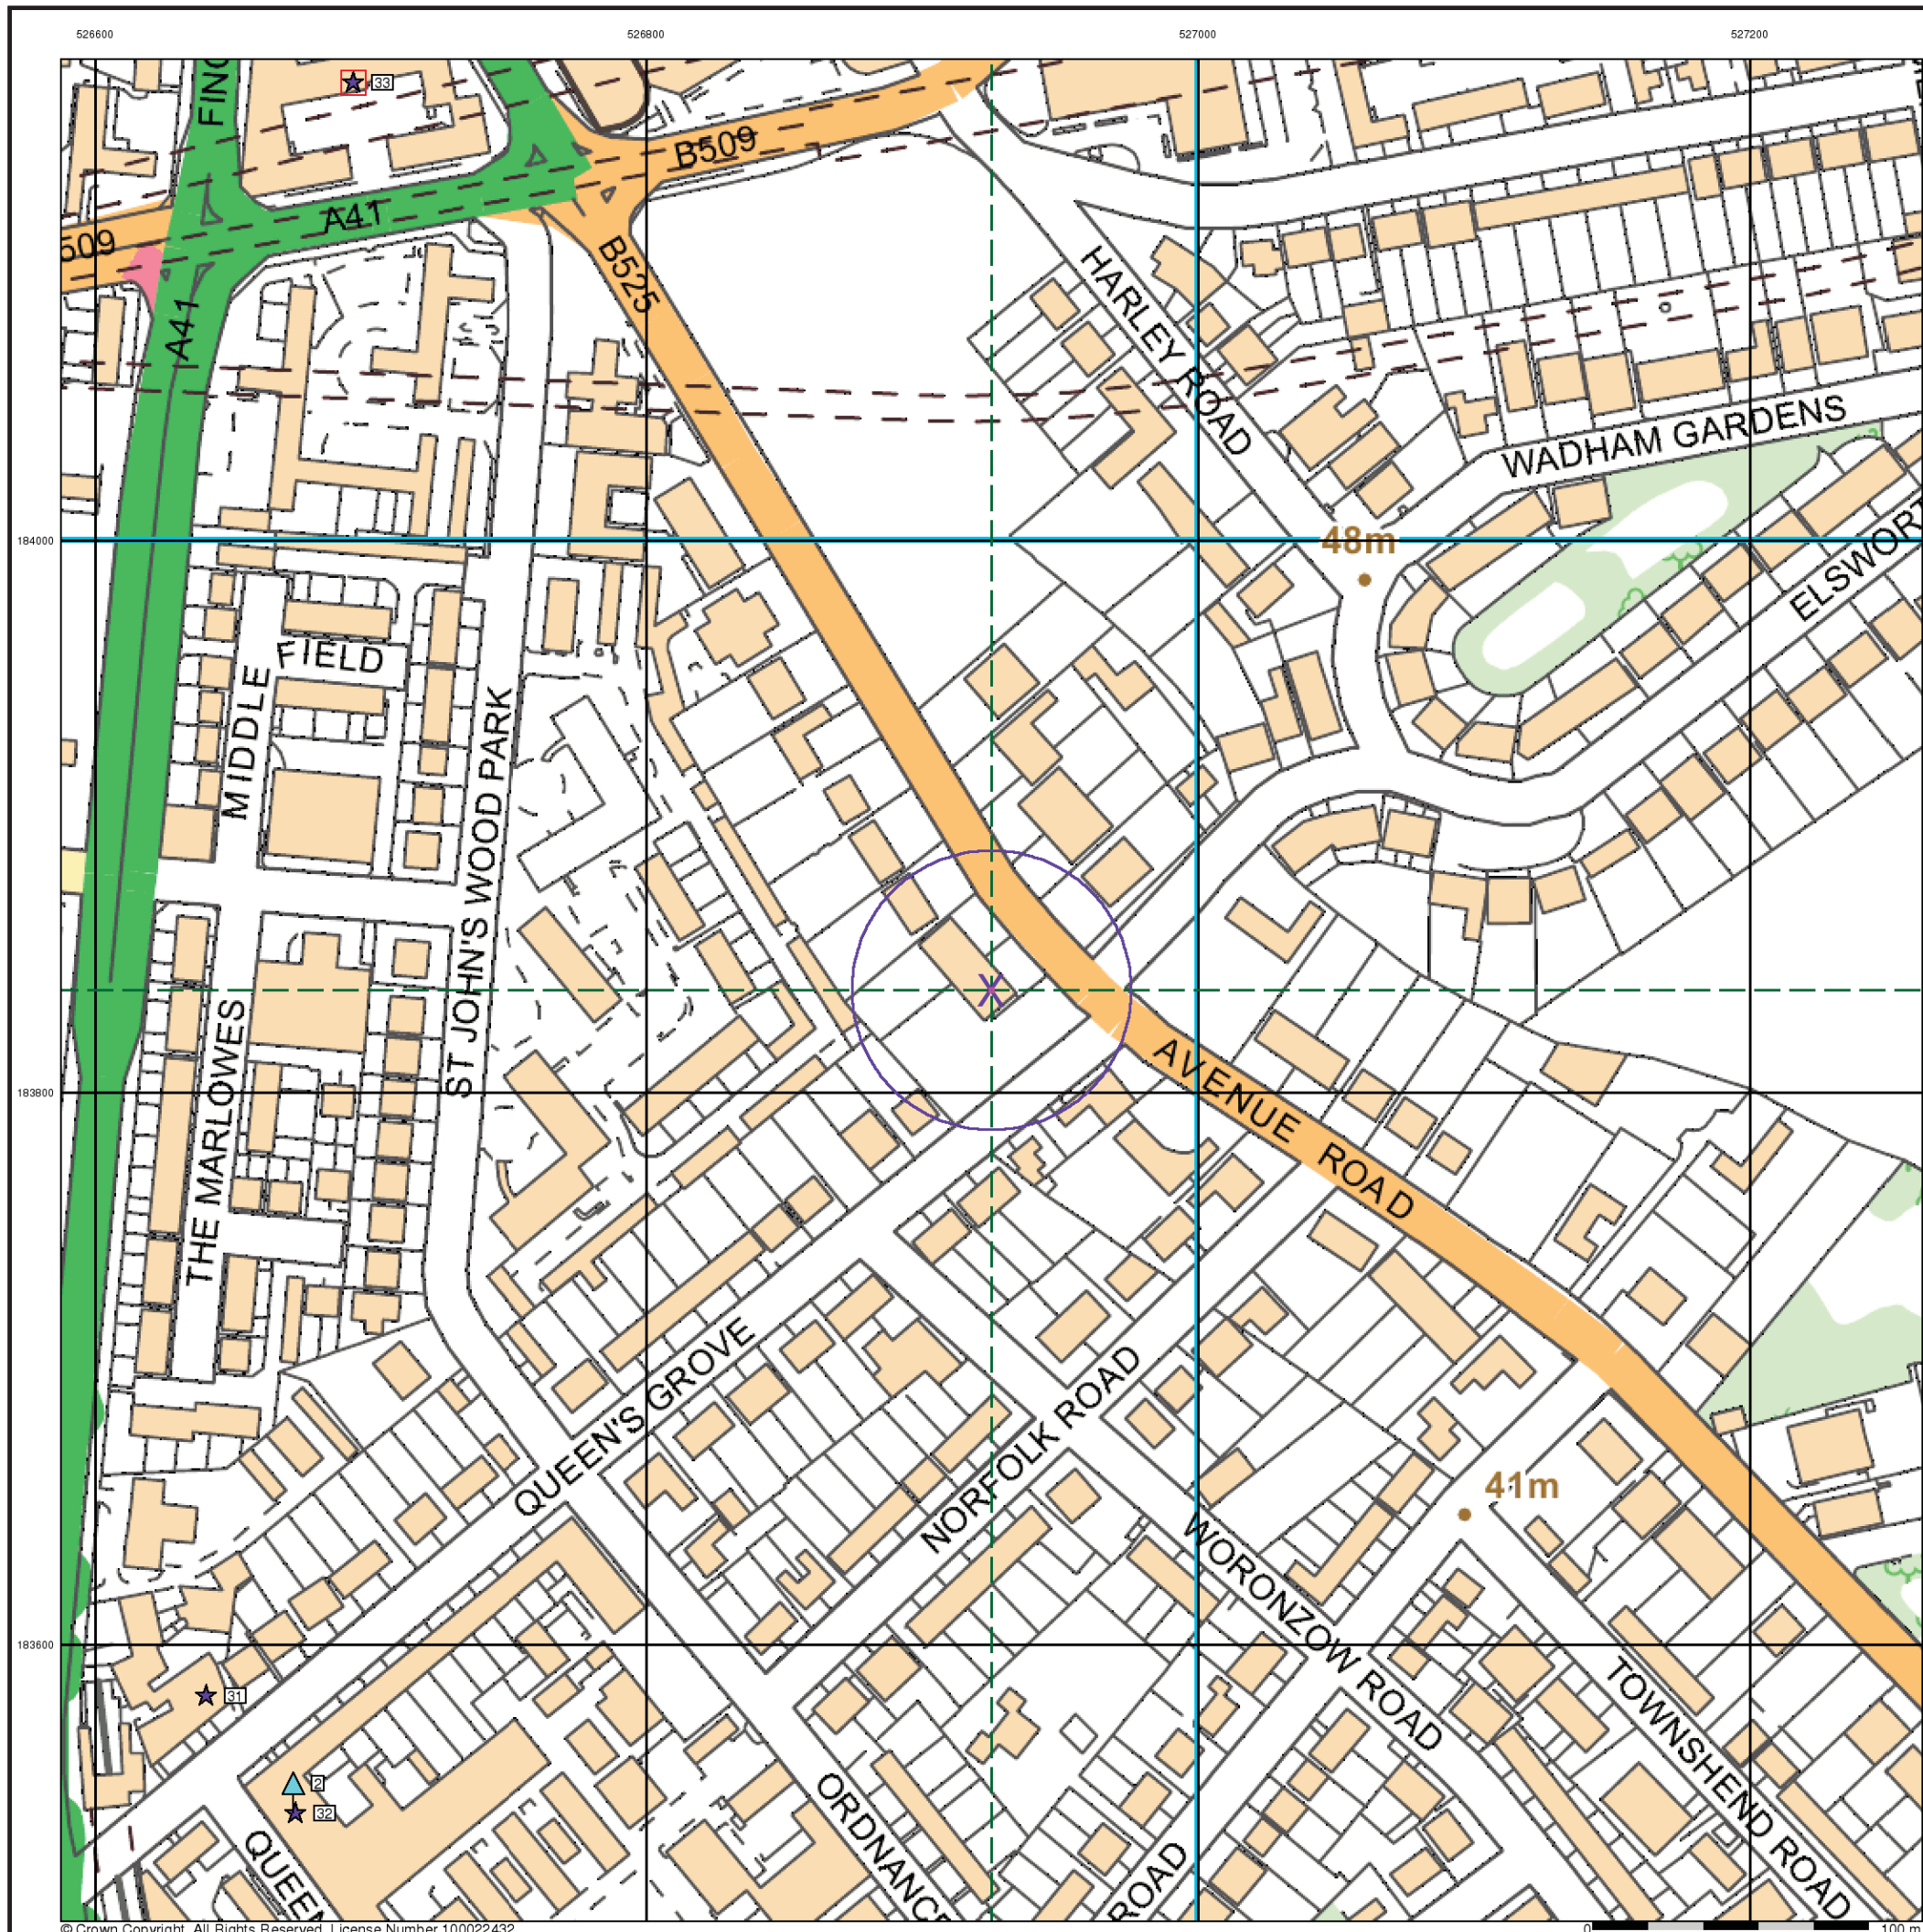 526600 526800 527000 527200
33
FINC
B509
A41
509
B525
A41
HARLEY ROAD
WADHAM GARDENS
184000
48m
ELSWORT
FIELD
MIDDLE
ST JOHN'S WOOD PARK
X
THE MARLOWES
AVENUE ROAD
183800
QUEEN'S GROVE
NORFOLK ROAD
41m
WORONZOW ROAD
183600
TOWNSHEND ROAD
31
2
32
QUEEN
ORDNANCE
ROAD
© Crown Copyright. All Rights Reserved. License Number 100022432
0 100 m